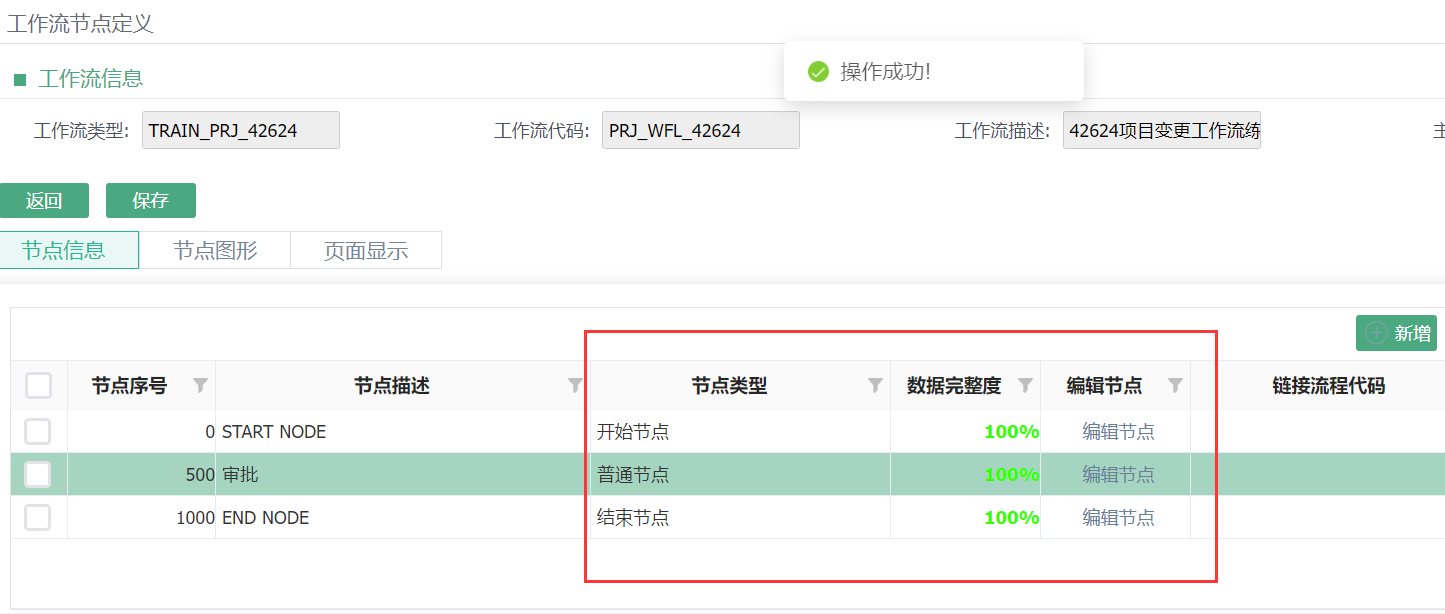 工作流节点定义
操作成功!
工作流信息
工作流类型: TRAIN_PRJ_42624 工作流代码: PRJ_WFL_42624 工作流描述: 42624项目变更工作流练
返回 保存
节点信息 节点图形 页面显示
新增
节点序号 节点描述 节点类型 数据完整度 编辑节点 链接流程代码
0 START NODE 开始节点 100% 编辑节点
500 审批 普通节点 100% 编辑节点
1000 END NODE 结束节点 100% 编辑节点